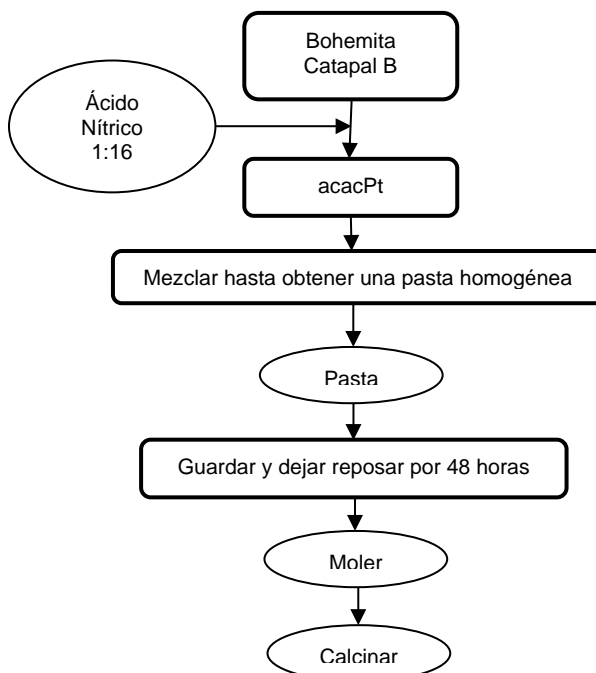 Bohemita
Catapal B
Ácido
Nítrico
1:16
acacPt
Mezclar hasta obtener una pasta homogénea
Pasta
Guardar y dejar reposar por 48 horas
Moler
Calcinar